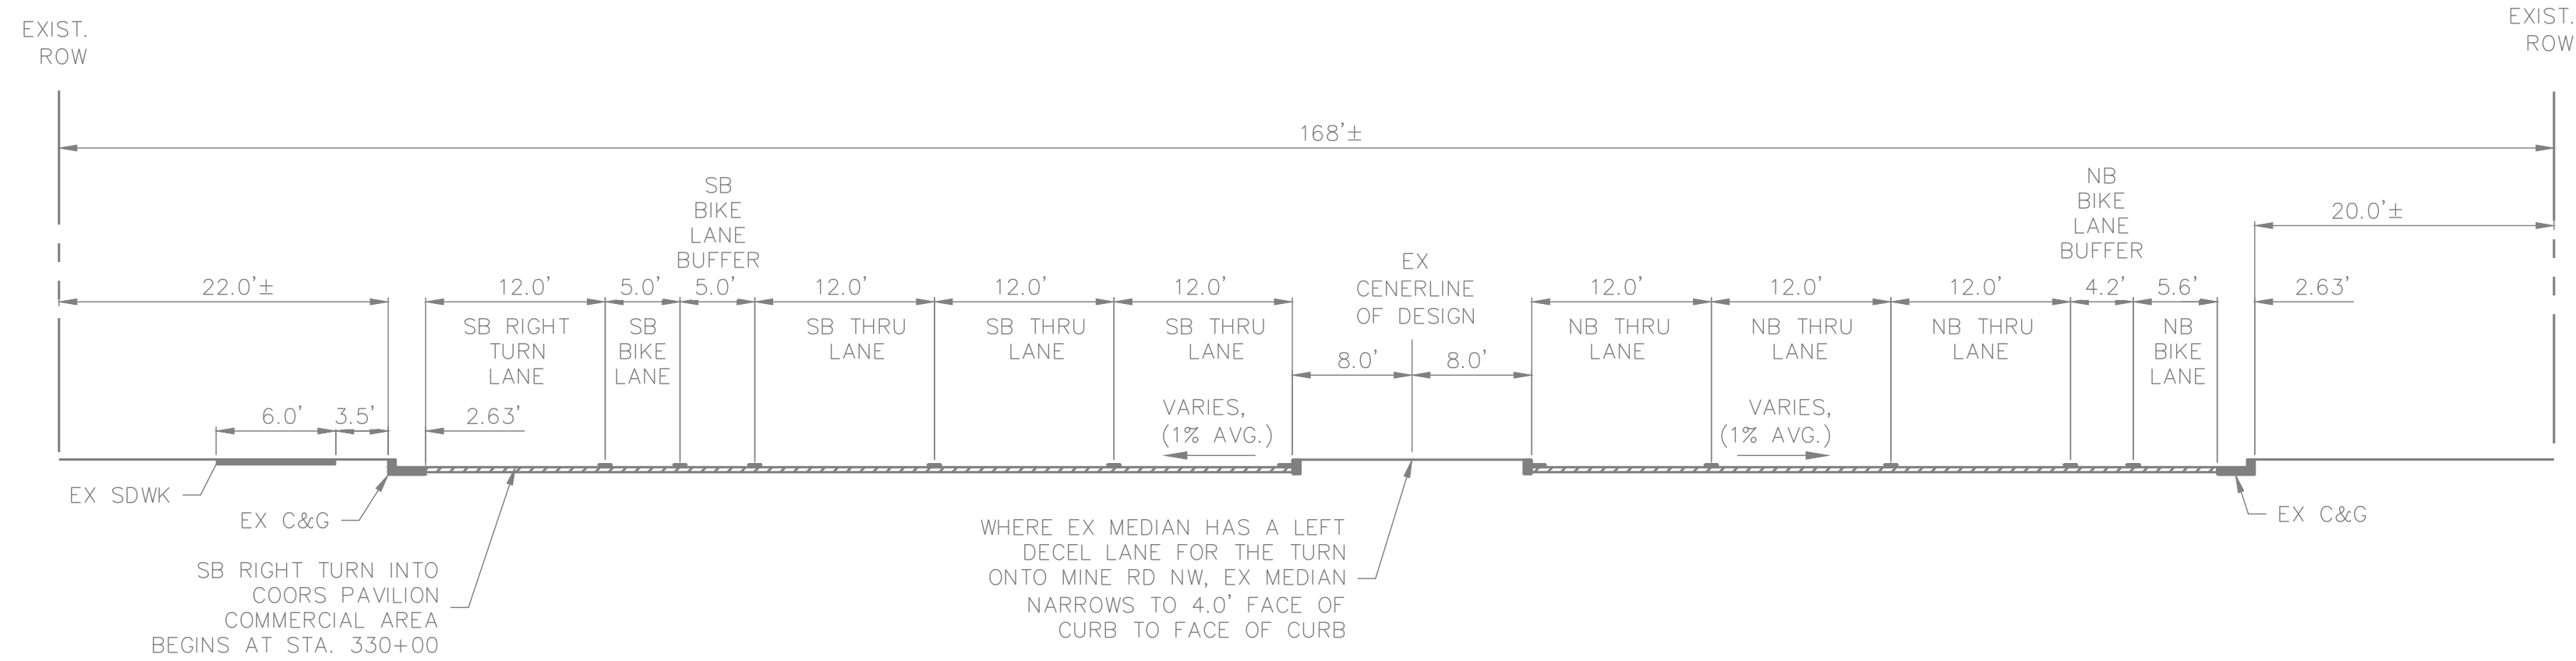 EXIST.
ROW
EXIST.
ROW
168'±
SB
BIKE
LANE
BUFFER
NB
BIKE
LANE
BUFFER
20.0'±
22.0'±
12.0'
5.0'
5.0'
12.0'
12.0'
12.0'
EX
CENERLINE
OF DESIGN
12.0'
12.0'
12.0'
4.2'
5.6'
2.63'
SB RIGHT
TURN
LANE
SB
BIKE
LANE
SB THRU
LANE
SB THRU
LANE
SB THRU
LANE
8.0'
8.0'
NB THRU
LANE
NB THRU
LANE
NB THRU
LANE
NB
BIKE
LANE
6.0'
3.5'
2.63'
VARIES,
(1% AVG.)
VARIES,
(1% AVG.)
EX SDWK
EX C&G
SB RIGHT TURN INTO
COORS PAVILION
COMMERCIAL AREA
BEGINS AT STA. 330+00
WHERE EX MEDIAN HAS A LEFT
DECEL LANE FOR THE TURN
ONTO MINE RD NW, EX MEDIAN
NARROWS TO 4.0' FACE OF
CURB TO FACE OF CURB
EX C&G